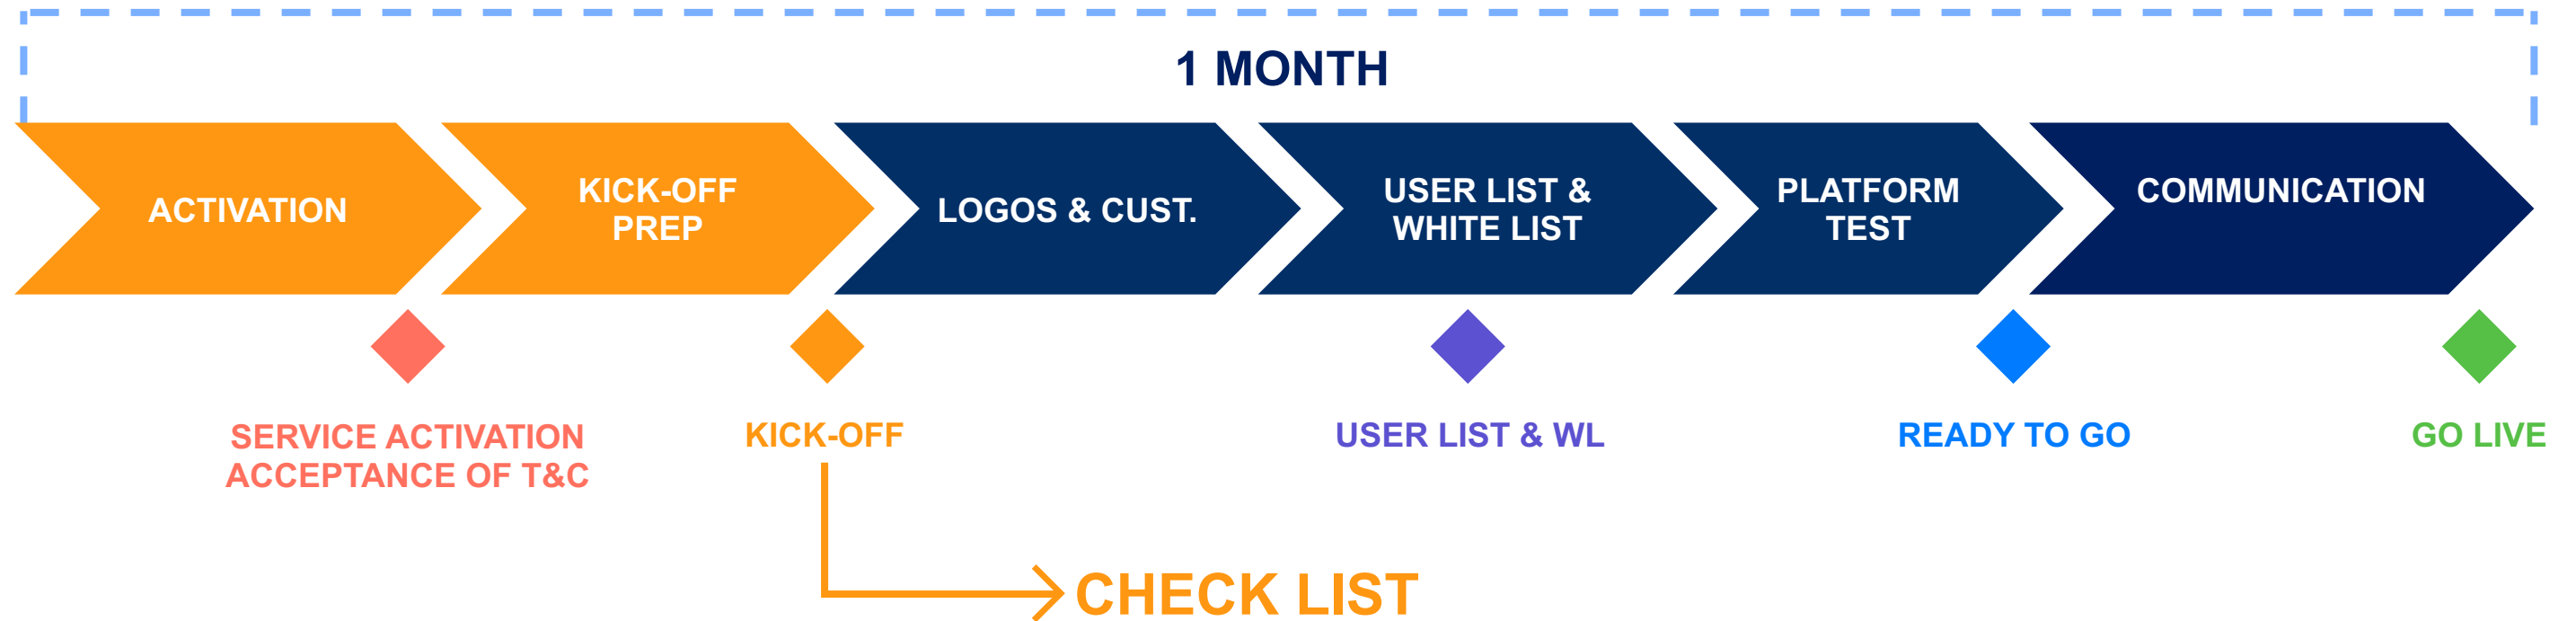 1 MONTH
ACTIVATION
KICK-OFF
PREP
LOGOS & CUST.
USER LIST &
WHITE LIST
PLATFORM
TEST
COMMUNICATION
SERVICE ACTIVATION
ACCEPTANCE OF T&C
KICK-OFF
USER LIST & WL
READY TO GO
GO LIVE
CHECK LIST